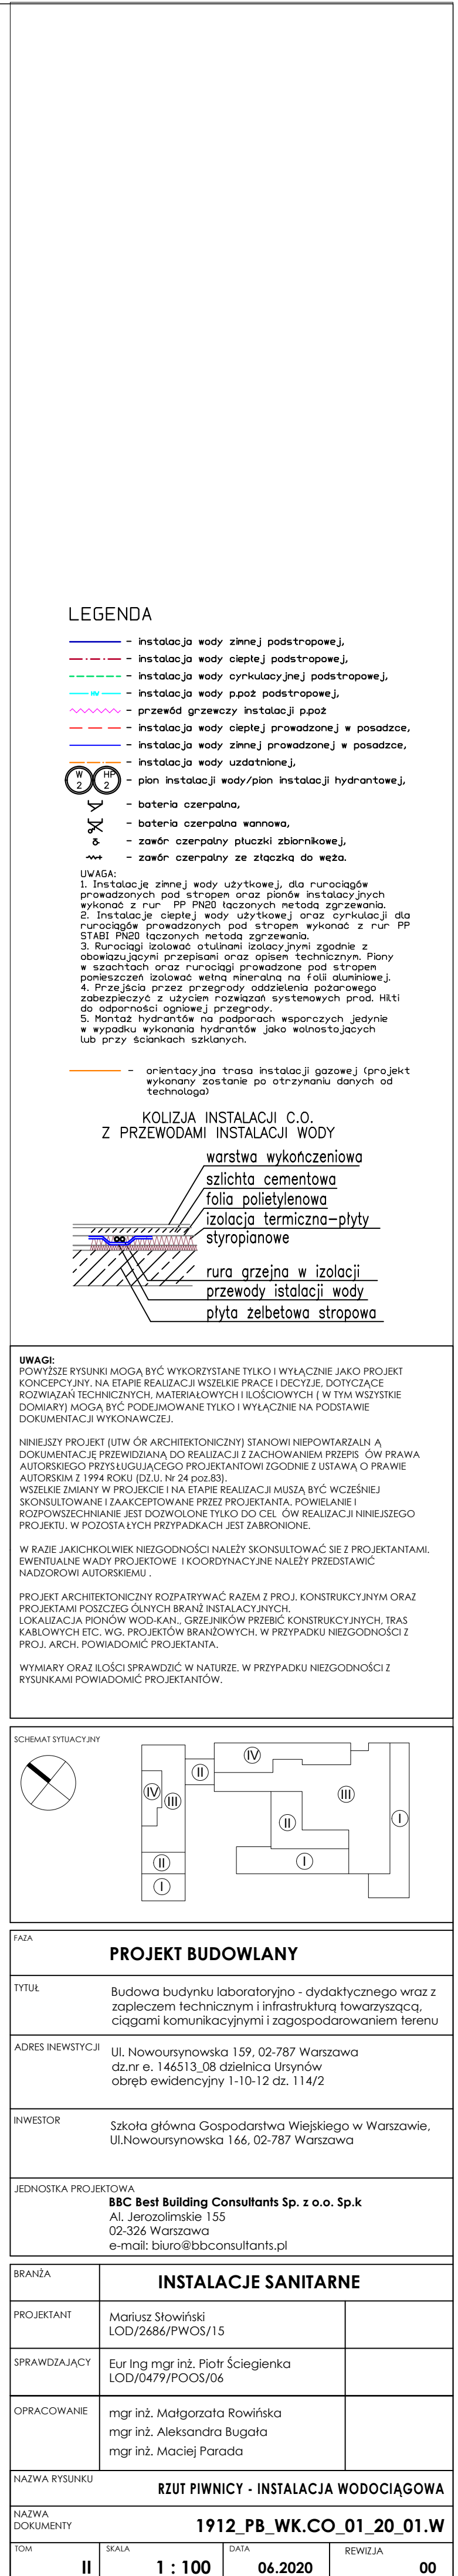 LEGENDA
- instalacja wody zimnej podstropowej,
- instalacja wody ciepłej podstropowej,
- instalacja wody cyrkulacyjnej podstropowej,
HW - instalacja wody p.poż podstropowej,
- przewód grzewczy instalacji p.poż
- instalacja wody ciepłej prowadzonej w posadzce,
- instalacja wody zimnej prowadzonej w posadzce,
- instalacja wody uzdatnionej,
W 2 HP 2 - pion instalacji wody/pion instalacji hydrantowej,
- bateria czerpalna,
- bateria czerpalna wannowa,
- zawór czerpalny płuczki zbiornikowej,
- zawór czerpalny ze złączką do węża.
UWAGA:
1. Instalację zimnej wody użytkowej, dla rurociągów
prowadzonych pod stropem oraz pionów instalacyjnych
wykonać z rur PP PN20 łączonych metodą zgrzewania.
2. Instalacje ciepłej wody użytkowej oraz cyrkulacji dla
rurociągów prowadzonych pod stropem wykonać z rur PP
STABI PN20 łączonych metodą zgrzewania.
3. Rurociągi izolować otulinami izolacyjnymi zgodnie z
obowiązującymi przepisami oraz opisem technicznym. Piony
w szachtach oraz rurociągi prowadzone pod stropem
pomieszczeń izolować wełną mineralną na folii aluminiowej.
4. Przejścia przez przegrody oddzielenia pożarowego
zabezpieczyć z użyciem rozwiązań systemowych prod. Hilti
do odporności ogniowej przegrody.
5. Montaż hydrantów na podporach wsporczych jedynie
w wypadku wykonania hydrantów jako wolnostojących
lub przy ściankach szklanych.
- orientacyjna trasa instalacji gazowej (projekt
wykonany zostanie po otrzymaniu danych od
technologa)
KOLIZJA INSTALACJI C.O.
Z PRZEWODAMI INSTALACJI WODY
warstwa wykończeniowa
szlichta cementowa
folia polietylenowa
izolacja termiczna-płyty
styropianowe
rura grzejna w izolacji
przewody istalacji wody
płyta żelbetowa stropowa
UWAGI:
POWYŻSZE RYSUNKI MOGĄ BYĆ WYKORZYSTANE TYLKO I WYŁĄCZNIE JAKO PROJEKT
KONCEPCYJNY. NA ETAPIE REALIZACJI WSZELKIE PRACE I DECYZJE, DOTYCZĄCE
ROZWIĄZAŃ TECHNICZNYCH, MATERIAŁOWYCH I ILOŚCIOWYCH ( W TYM WSZYSTKIE
DOMIARY) MOGĄ BYĆ PODEJMOWANE TYLKO I WYŁĄCZNIE NA PODSTAWIE
DOKUMENTACJI WYKONAWCZEJ.
NINIEJSZY PROJEKT (UTW ÓR ARCHITEKTONICZNY) STANOWI NIEPOWTARZALN Ą
DOKUMENTACJĘ PRZEWIDZIANĄ DO REALIZACJI Z ZACHOWANIEM PRZEPIS ÓW PRAWA
AUTORSKIEGO PRZYSŁUGUJĄCEGO PROJEKTANTOWI ZGODNIE Z USTAWĄ O PRAWIE
AUTORSKIM Z 1994 ROKU (DZ.U. Nr 24 poz.83).
WSZELKIE ZMIANY W PROJEKCIE I NA ETAPIE REALIZACJI MUSZĄ BYĆ WCZEŚNIEJ
SKONSULTOWANE I ZAAKCEPTOWANE PRZEZ PROJEKTANTA. POWIELANIE I
ROZPOWSZECHNIANIE JEST DOZWOLONE TYLKO DO CEL ÓW REALIZACJI NINIEJSZEGO
PROJEKTU. W POZOSTAŁYCH PRZYPADKACH JEST ZABRONIONE.
W RAZIE JAKICHKOLWIEK NIEZGODNOŚCI NALEŻY SKONSULTOWAĆ SIE Z PROJEKTANTAMI.
EWENTUALNE WADY PROJEKTOWE I KOORDYNACYJNE NALEŻY PRZEDSTAWIĆ
NADZOROWI AUTORSKIEMU .
PROJEKT ARCHITEKTONICZNY ROZPATRYWAĆ RAZEM Z PROJ. KONSTRUKCYJNYM ORAZ
PROJEKTAMI POSZCZEG ÓLNYCH BRANŻ INSTALACYJNYCH.
LOKALIZACJA PIONÓW WOD-KAN., GRZEJNIKÓW PRZEBIĆ KONSTRUKCYJNYCH, TRAS
KABLOWYCH ETC. WG. PROJEKTÓW BRANŻOWYCH, W PRZYPADKU NIEZGODNOŚCI Z
PROJ. ARCH. POWIADOMIĆ PROJEKTANTA.
WYMIARY ORAZ ILOŚCI SPRAWDZIĆ W NATURZE. W PRZYPADKU NIEZGODNOŚCI Z
RYSUNKAMI POWIADOMIĆ PROJEKTANTÓW.
SCHEMAT SYTUACYJNY
IV
II
IV
III
III
I
II
II
I
I
FAZA
PROJEKT BUDOWLANY
TYTUŁ
Budowa budynku laboratoryjno - dydaktycznego wraz z
zapleczem technicznym i infrastrukturą towarzyszącą,
ciągami komunikacyjnymi i zagospodarowaniem terenu
ADRES INEWSTYCJI
Ul. Nowoursynowska 159, 02-787 Warszawa
dz.nr e. 146513_08 dzielnica Ursynów
obręb ewidencyjny 1-10-12 dz. 114/2
INWESTOR
Szkoła główna Gospodarstwa Wiejskiego w Warszawie,
Ul.Nowoursynowska 166, 02-787 Warszawa
JEDNOSTKA PROJEKTOWA
BBC Best Building Consultants Sp. z o.o. Sp.k
Al. Jerozolimskie 155
02-326 Warszawa
e-mail: biuro@bbconsultants.pl
BRANŻA
INSTALACJE SANITARNE
PROJEKTANT
Mariusz Słowiński
LOD/2686/PWOS/15
SPRAWDZAJĄCY
Eur Ing mgr inż. Piotr Ściegienka
LOD/0479/POOS/06
OPRACOWANIE
mgr inż. Małgorzata Rowińska
mgr inż. Aleksandra Bugała
mgr inż. Maciej Parada
NAZWA RYSUNKU
RZUT PIWNICY - INSTALACJA WODOCIĄGOWA
NAZWA
DOKUMENTY
1912_PB_WK.CO_01_20_01.W
TOM SKALA DATA REWIZJA
II 1 : 100 06.2020 00